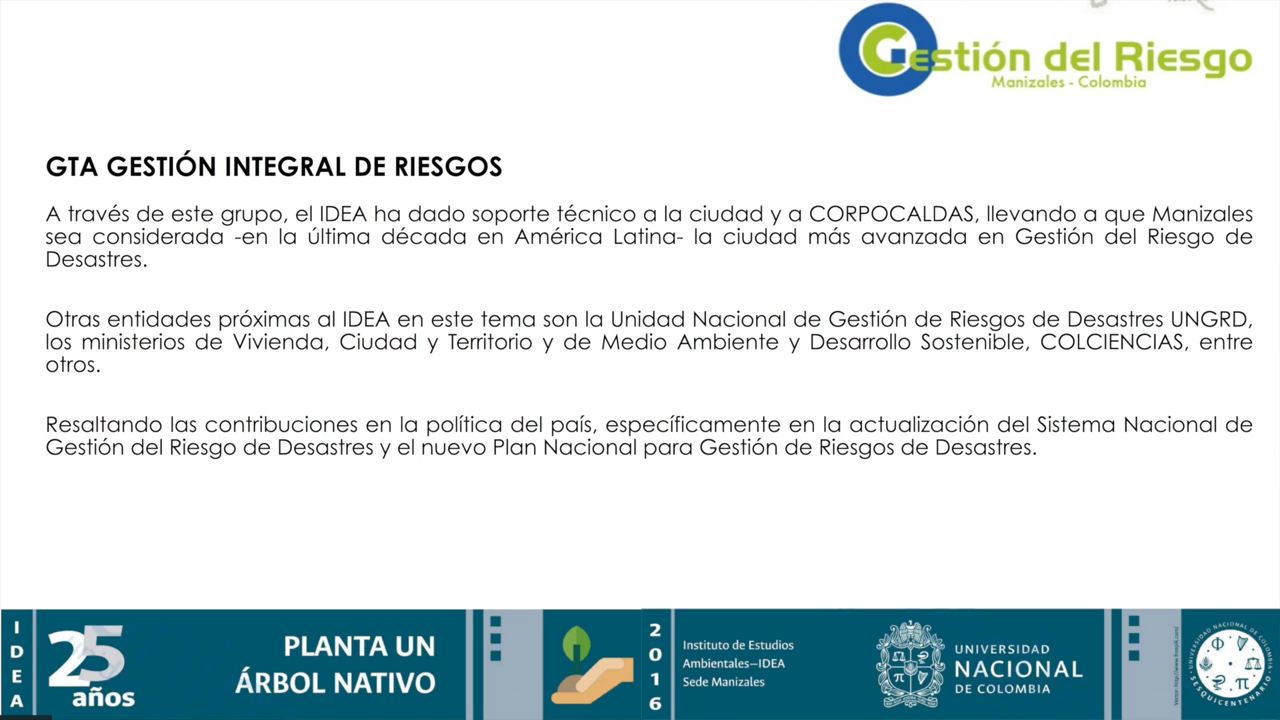 Gestión del Riesgo
Manizales - Colombia
GTA GESTIÓN INTEGRAL DE RIESGOS
A través de este grupo, el IDEA ha dado soporte técnico a la ciudad y a CORPOCALDAS, llevando a que Manizales
sea considerada -en la última década en América Latina- la ciudad más avanzada en Gestión del Riesgo de
Desastres.
Otras entidades próximas al IDEA en este tema son la Unidad Nacional de Gestión de Riesgos de Desastres UNGRD,
los ministerios de Vivienda, Ciudad y Territorio y de Medio Ambiente y Desarrollo Sostenible, COLCIENCIAS, entre
otros.
Resaltando las contribuciones en la política del país, específicamente en la actualización del Sistema Nacional de
Gestión del Riesgo de Desastres y el nuevo Plan Nacional para Gestión de Riesgos de Desastres.
IDEA
25
años
PLANTA UN
ÁRBOL NATIVO
2016
Instituto de Estudios
Ambientales—IDEA
Sede Manizales
UNIVERSIDAD
NACIONAL
DE COLOMBIA
UNIVERSIDAD NACIONAL DE COLOMBIA
SESQUICENTENARIO